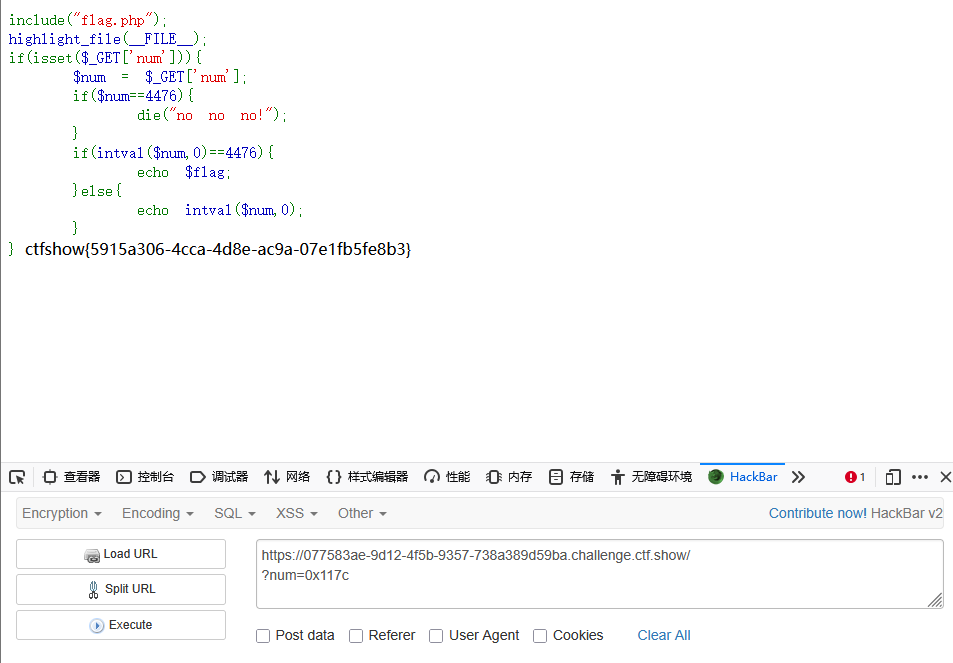 include("flag.php");
highlight_file(__FILE__);
if(isset($_GET['num'])){
$num = $_GET['num'];
if($num==4476){
die("no no no!");
}
if(intval($num,0)==4476){
echo $flag;
}else{
echo intval($num,0);
}
} ctfshow{5915a306-4cca-4d8e-ac9a-07e1fb5fe8b3}
查看器 控制台 调试器 网络 {} 样式编辑器 性能 内存 存储 无障碍环境 HackBar 1
Encryption Encoding SQL XSS Other Contribute now! HackBar v2
Load URL
Split URL
Execute
https://077583ae-9d12-4f5b-9357-738a389d59ba.challenge.ctf.show/
?num=0x117c
Post data Referer User Agent Cookies Clear All